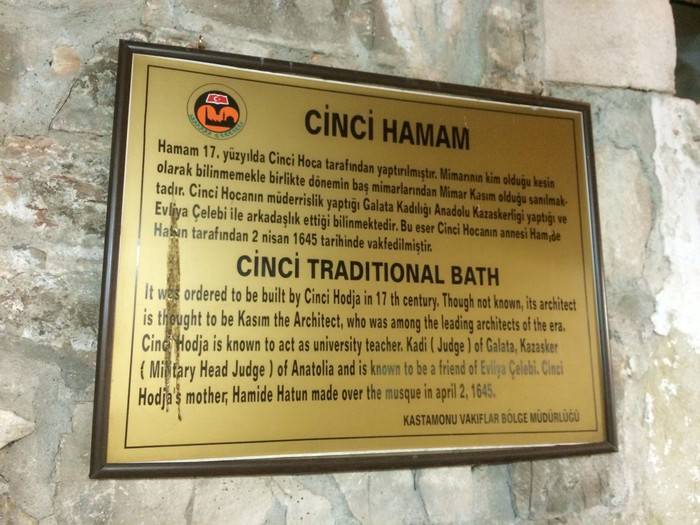 CİNCİ HAMAM
Hamam 17. yüzyılda Cinci Hoca tarafından yaptırılmıştır. Mimarının kim olduğu kesin
olarak bilinmemekle birlikte dönemin baş mimarlarından Mimar Kasım olduğu sanılmak-
tadır. Cinci Hocanın müderrislik yaptığı Galata Kadılığı Anadolu Kazaskerligi yaptığı ve
Evliya Çelebi ile arkadaşlık ettiği bilinmektedir. Bu eser Cinci Hocanın annesi Hamide
Hatun tarafından 2 nisan 1645 tarihinde vakfedilmiştir.
CİNCİ TRADITIONAL BATH
It was ordered to be built by Cinci Hodja in 17 th century. Though not known, its architect
is thought to be Kasım the Architect, who was among the leading architects of the era.
Cinci Hodja is known to act as university teacher. Kadi ( Judge ) of Galata, Kazasker
( Military Head Judge ) of Anatolia and is known to be a friend of Evliya Çelebi. Cinci
Hodja's mother, Hamide Hatun made over the musque in april 2, 1645.
KASTAMONU VAKIFLAR BÖLGE MÜDÜRLÜĞÜ